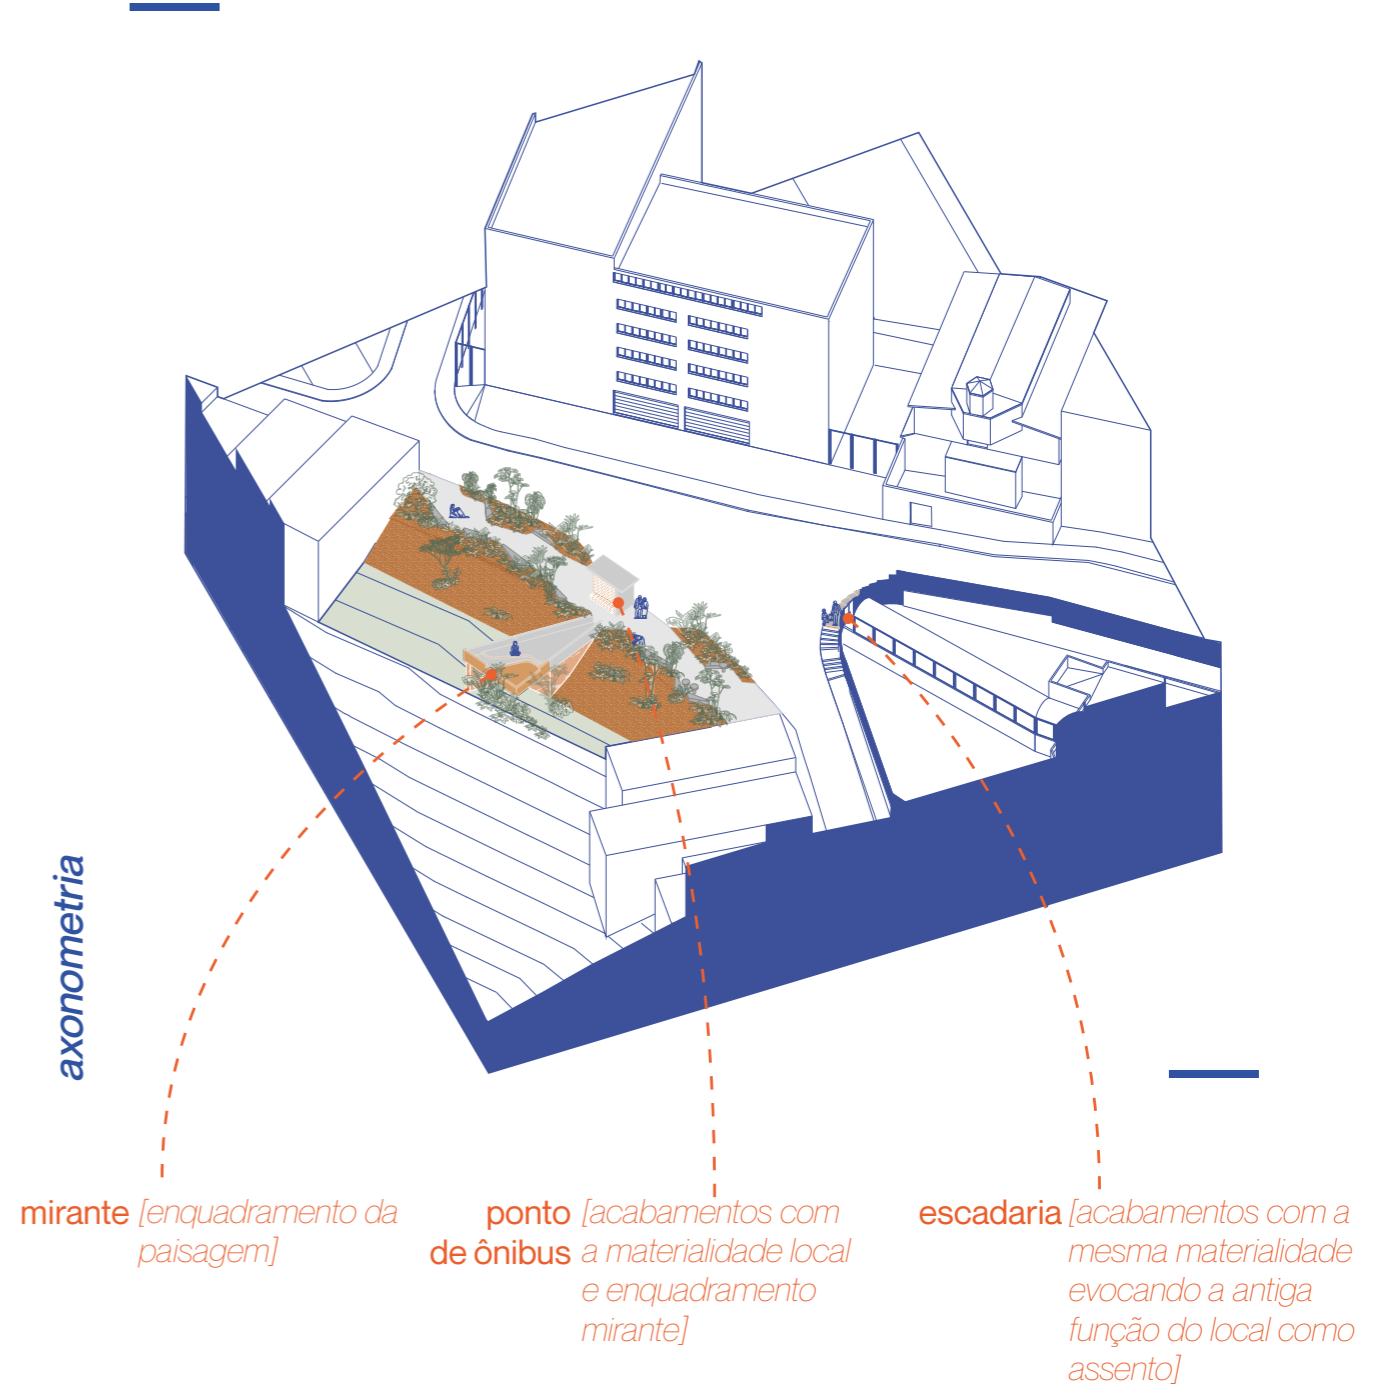 axonometria
mirante [enquadramento da
paisagem]
ponto
de ônibus
[acabamentos com
a materialidade local
e enquadramento
mirante]
escadaria [acabamentos com a
mesma materialidade
evocando a antiga
função do local como
assento]